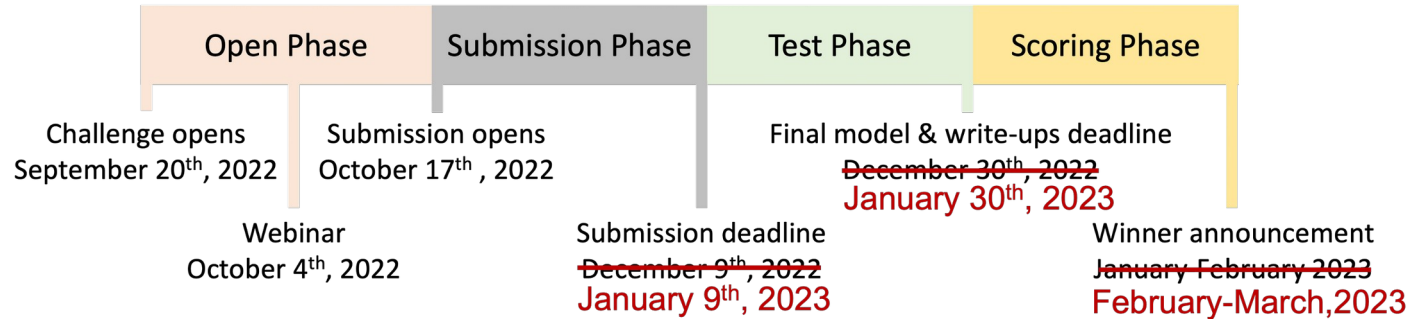 Open Phase
Submission Phase
Test Phase
Scoring Phase
Challenge opens
September 20th, 2022
Submission opens
October 17th , 2022
Final model & write-ups deadline
December 30th, 2022
January 30th, 2023
Webinar
October 4th, 2022
Submission deadline
December 9th, 2022
January 9th, 2023
Winner announcement
January-February 2023
February-March,2023